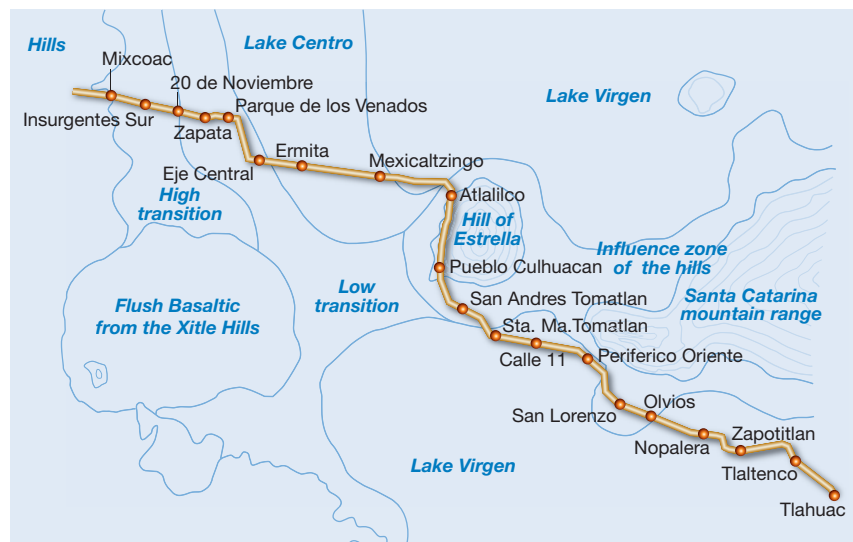 Hills
Lake Centro
Mixcoac
20 de Noviembre
Lake Virgen
Parque de los Venados
Insurgentes Sur
Zapata
Ermita
Mexicaltzingo
Eje Central
High
transition
Atlalilco
Hill of
Estrella
Influence zone
of the hills
Pueblo Culhuacan
Low
transition
Santa Catarina
mountain range
Flush Basaltic
from the Xitle Hills
San Andres Tomatlan
Sta. Ma.Tomatlan
Calle 11
Periferico Oriente
San Lorenzo
Olvios
Nopalera
Zapotitlan
Lake Virgen
Tlaltenco
Tlahuac